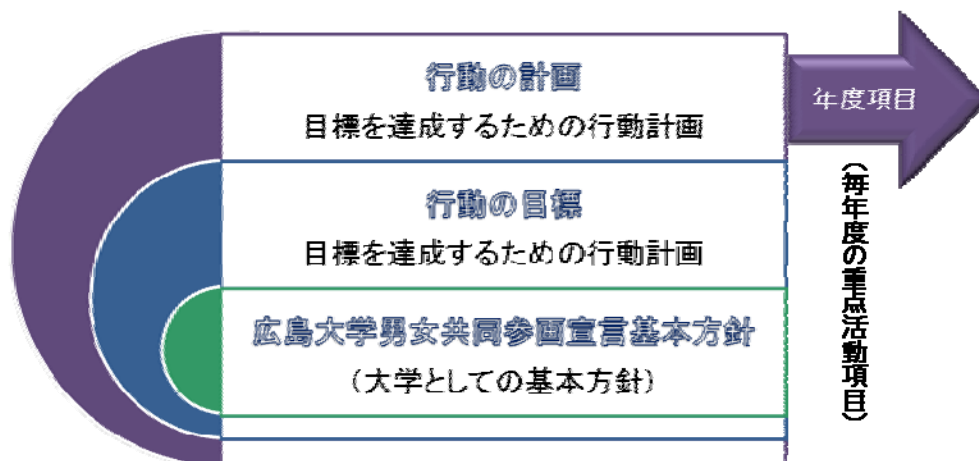 行動の計画
目標を達成するための行動計画
行動の目標
目標を達成するための行動計画
広島大学男女共同参画宣言基本方針
（大学としての基本方針）
年度項目
（毎年度の重点活動項目）